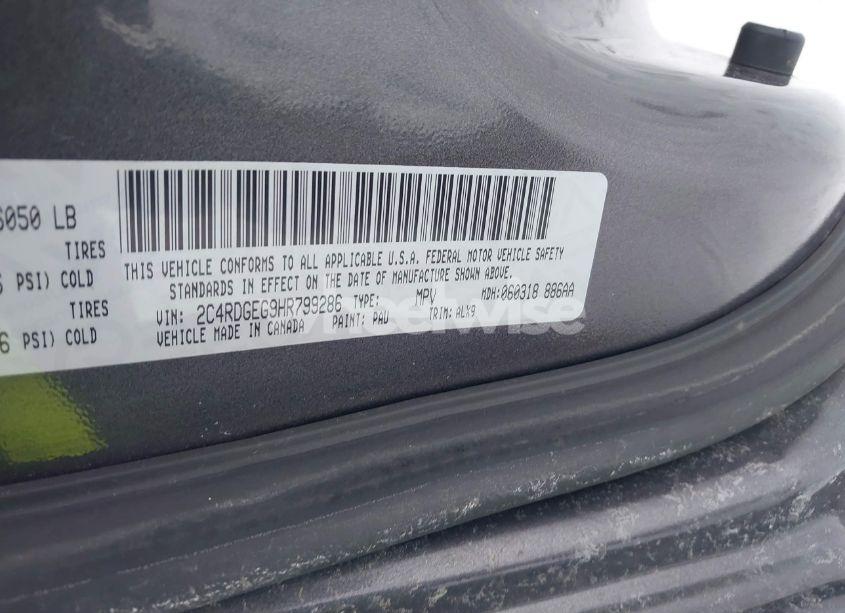 6050 LB
TIRES
PSI) COLD
TIRES
6 PSI) COLD
THIS VEHICLE CONFORMS TO ALL APPLICABLE U.S.A. FEDERAL MOTOR VEHICLE SAFETY
STANDARDS IN EFFECT ON THE DATE OF MANUFACTURE SHOWN ABOVE.
VIN: 2C4RDGEG9HR799286 TYPE: MPV MDH:060318 886AA
VEHICLE MADE IN CANADA PAINT: PAU TRIM: ALX9